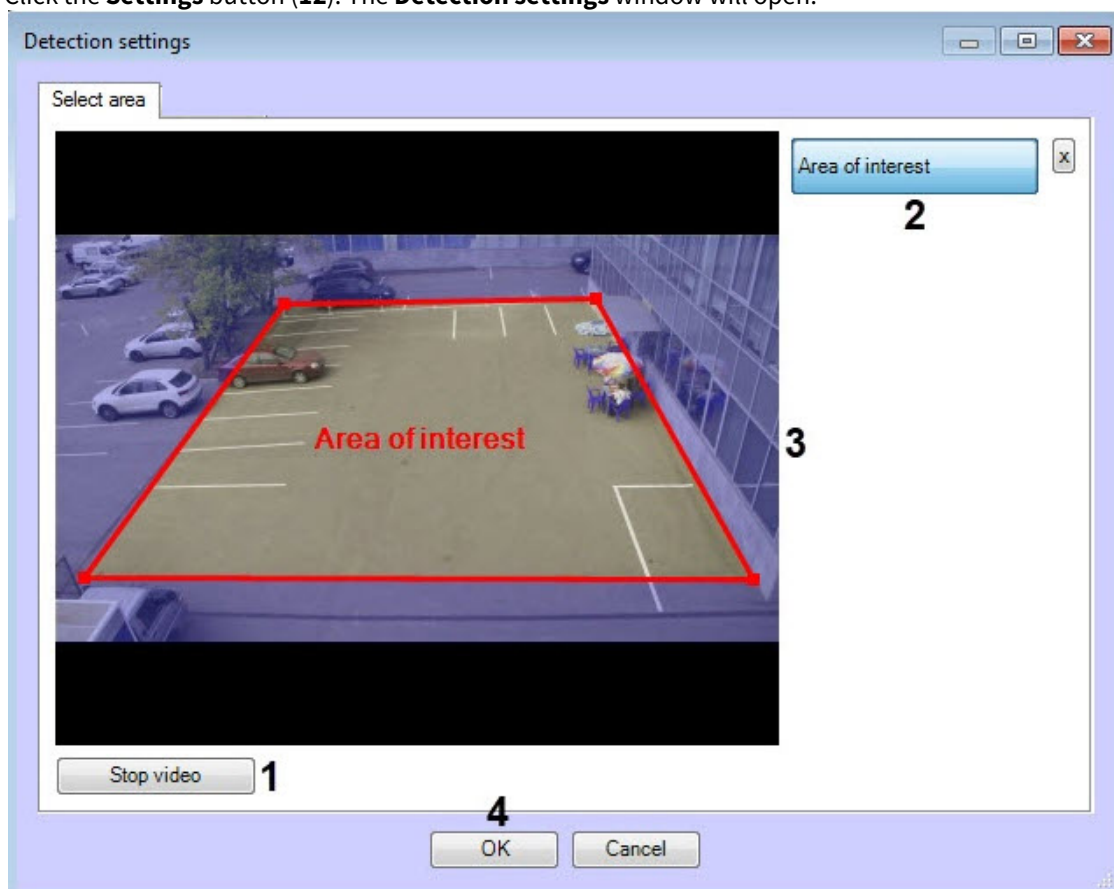 Click the Settings button (12). The Detection settings window will open.
Detection settings
Select area
Area of interest
x
2
Area of interest
3
Stop video
1
4
OK
Cancel